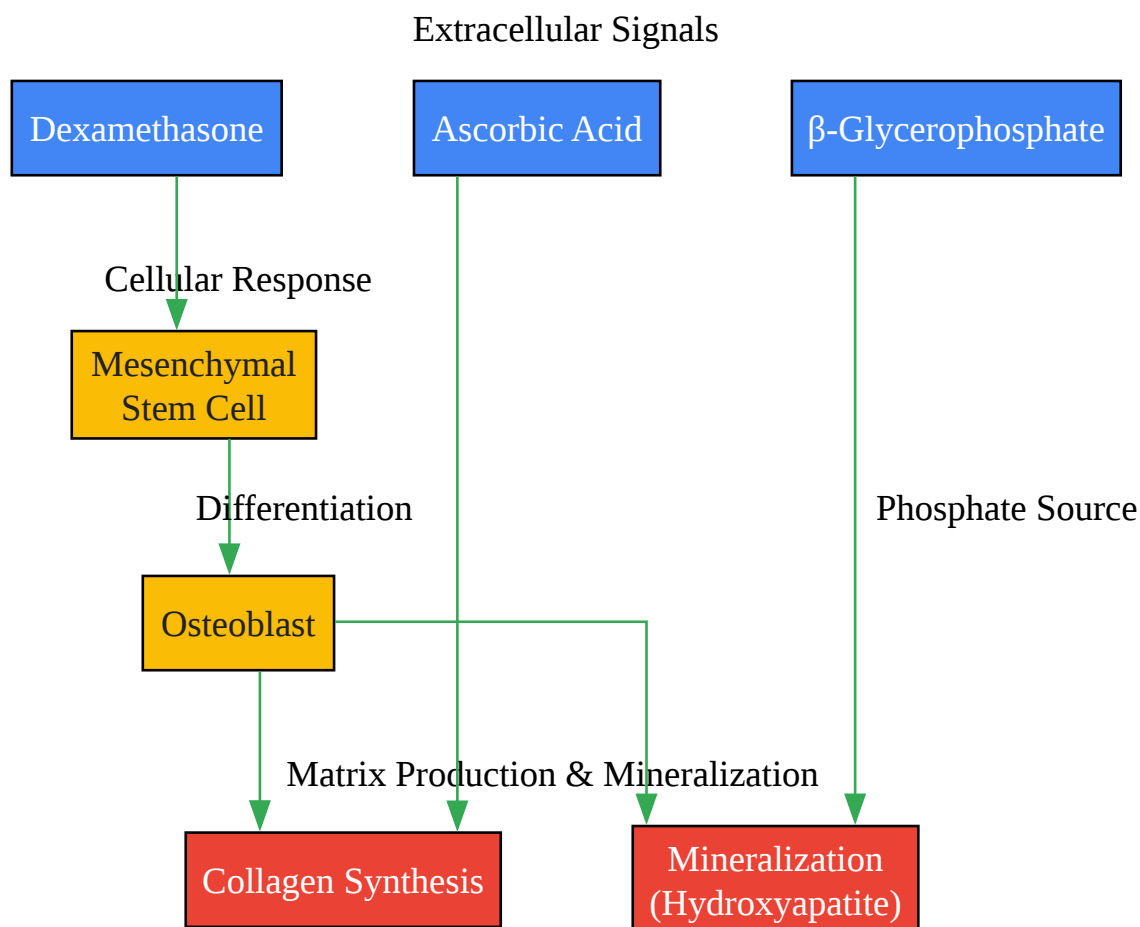 Extracellular Signals
Dexamethasone
Ascorbic Acid
β-Glycerophosphate
Cellular Response
Mesenchymal
Stem Cell
Differentiation
Phosphate Source
Osteoblast
Matrix Production & Mineralization
Collagen Synthesis
Mineralization
(Hydroxyapatite)